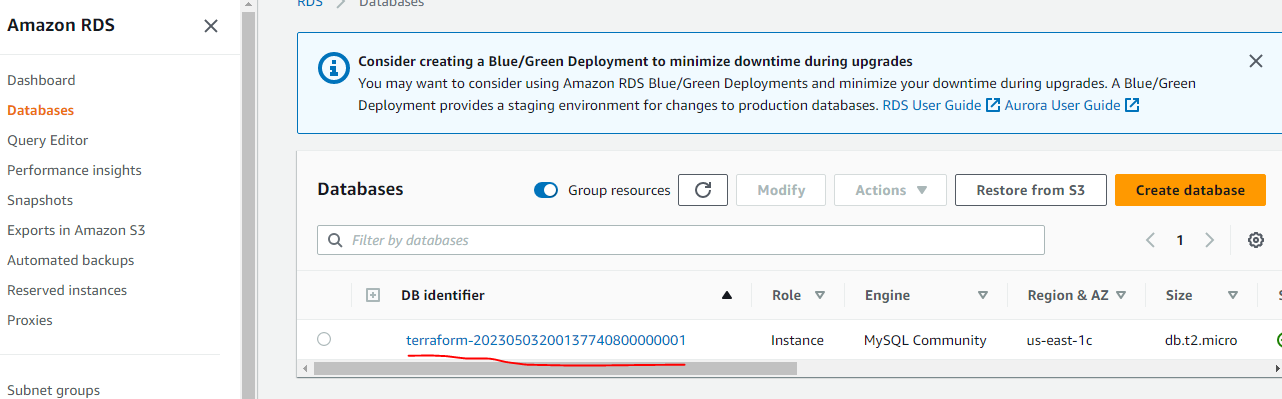 Amazon RDS
Dashboard
Databases
Query Editor
Performance insights
Snapshots
Exports in Amazon S3
Automated backups
Reserved instances
Proxies
Subnet groups
RDS Databases
Consider creating a Blue/Green Deployment to minimize downtime during upgrades
You may want to consider using Amazon RDS Blue/Green Deployments and minimize your downtime during upgrades. A Blue/Green
Deployment provides a staging environment for changes to production databases. RDS User Guide Aurora User Guide
Databases Group resources Modify Actions Restore from S3 Create database
Filter by databases 1
DB identifier Role Engine Region & AZ Size
terraform-20230503200137740800000001 Instance MySQL Community us-east-1c db.t2.micro